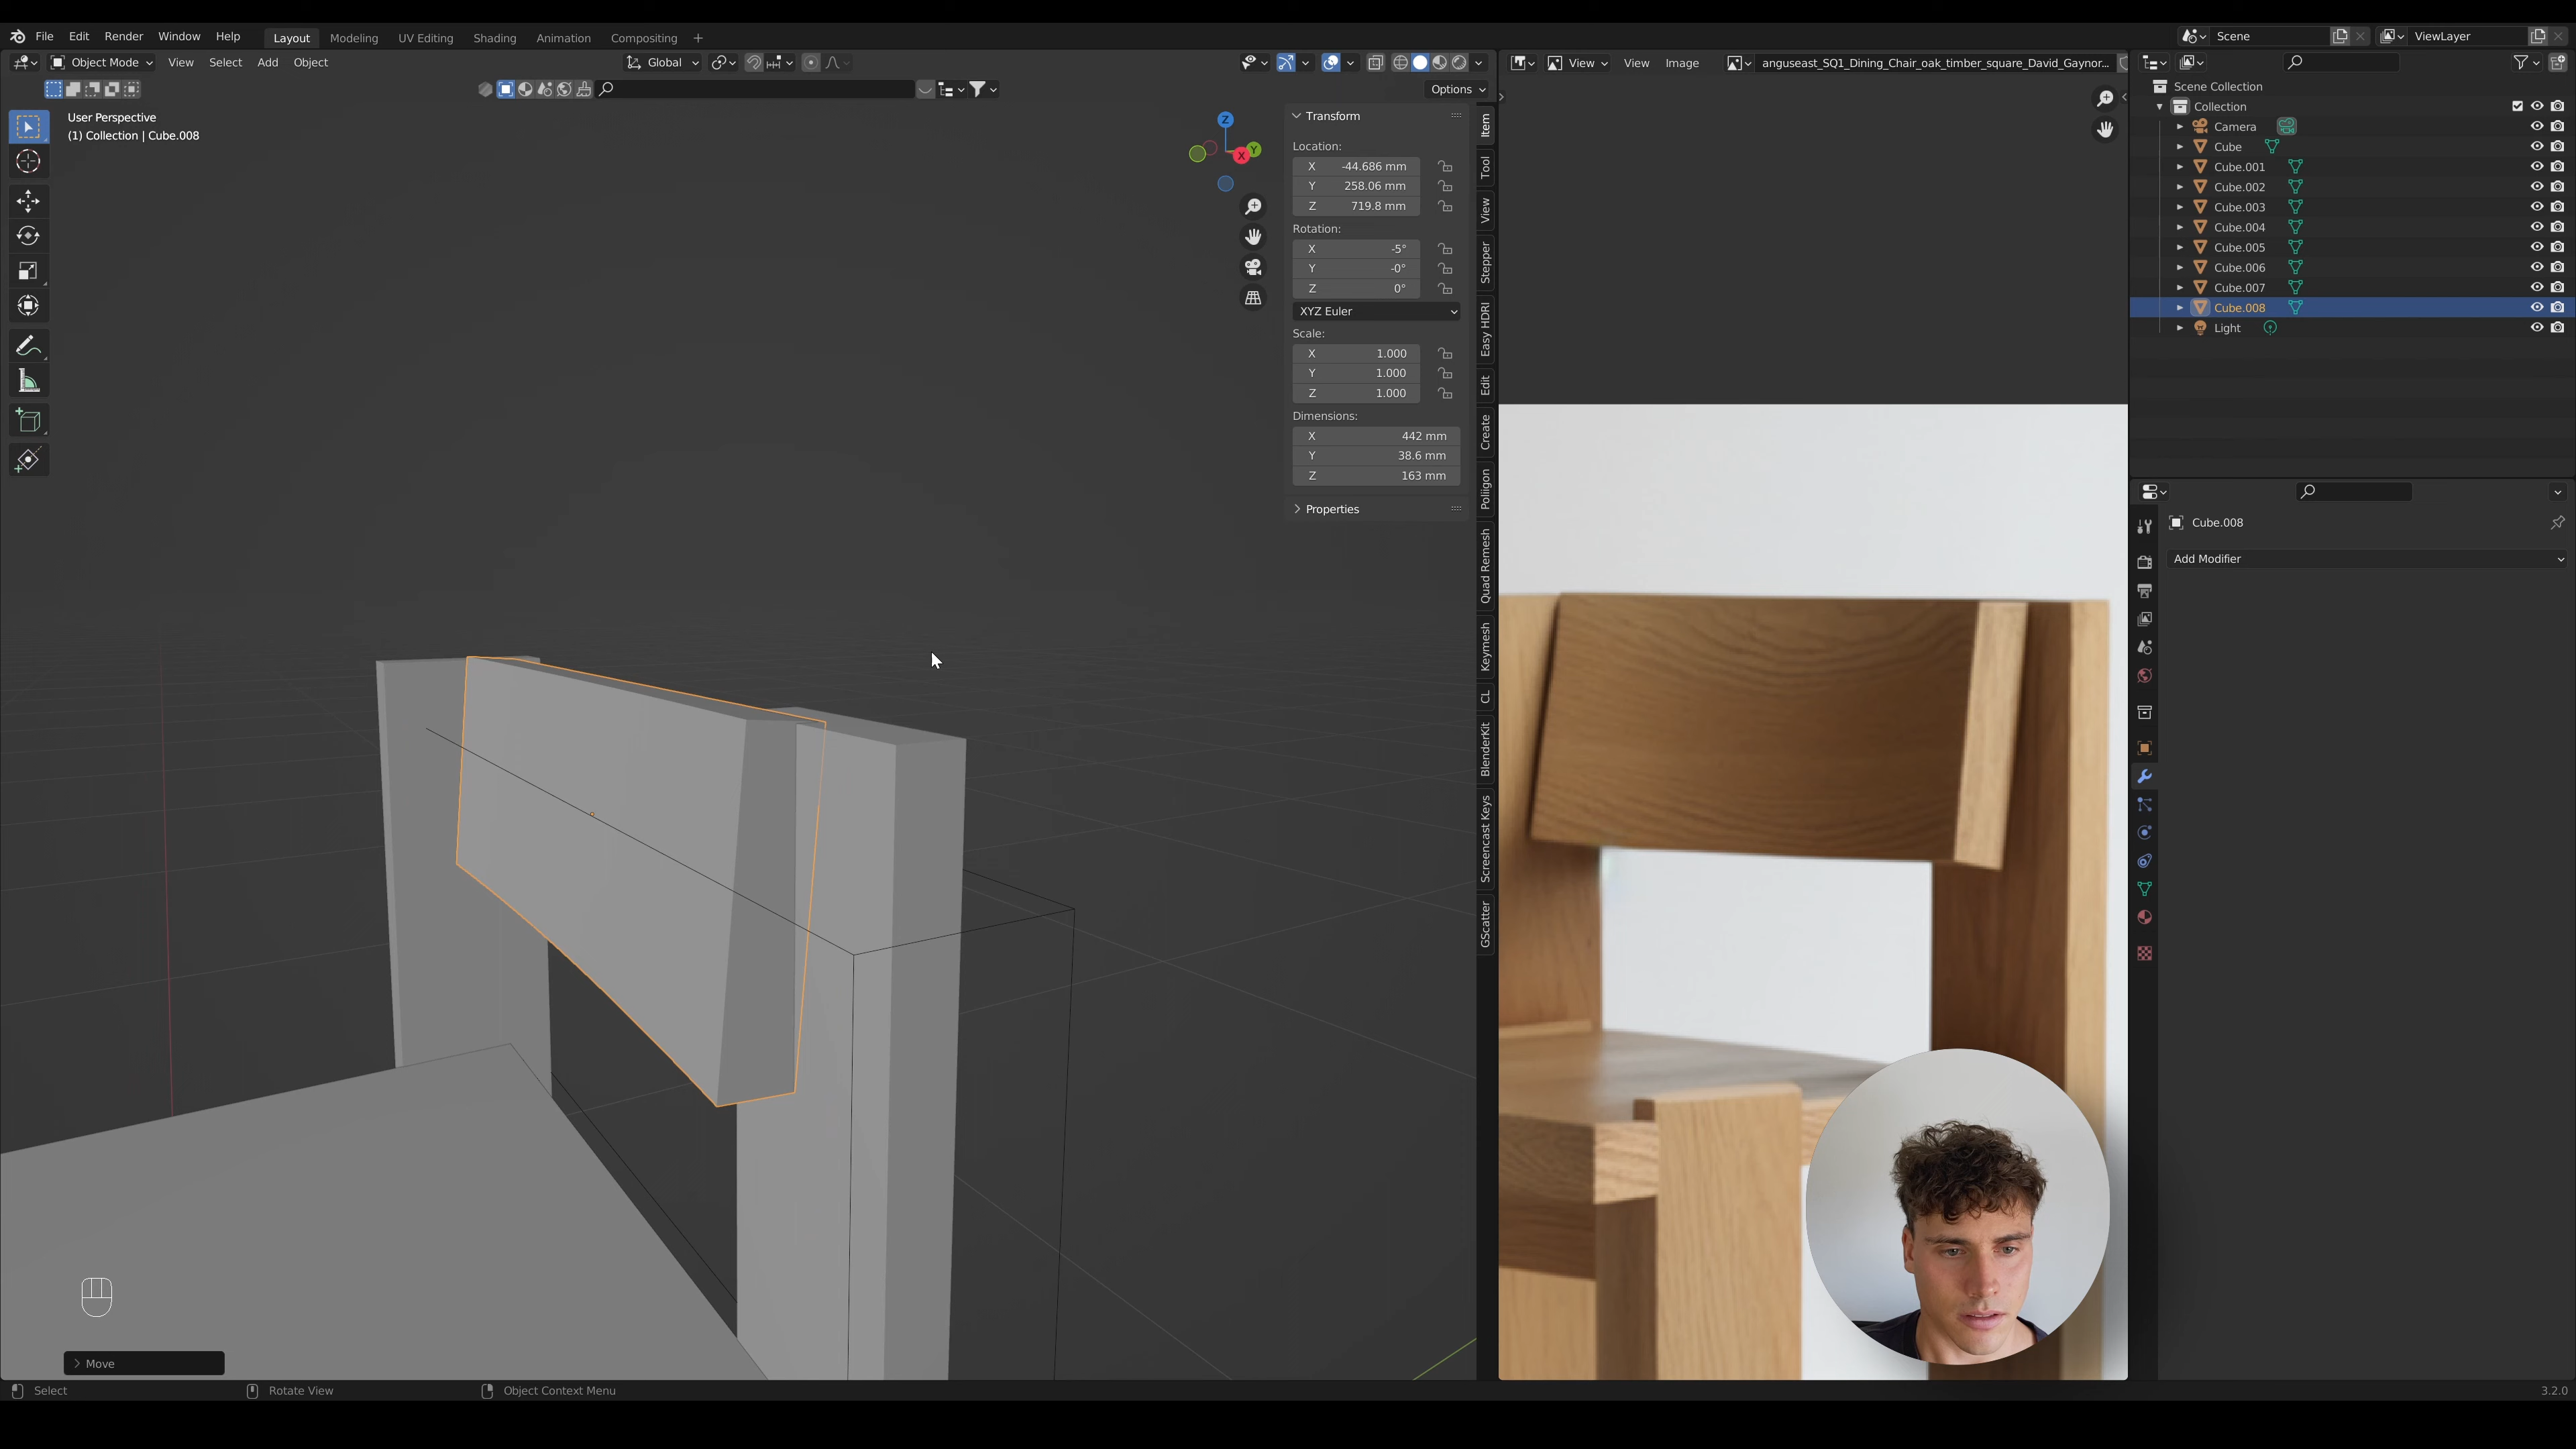 File Edit Render Window Help Layout Modeling UV Editing Shading Animation Compositing +
Scene ViewLayer
Object Mode View Select Add Object Global
View View Image anguseast_SQ1_Dining_Chair_oak_timber_square_David_Gaynor...
Options
User Perspective
(1) Collection | Cube.008
Z
Y
X
Transform
Location:
X -44.686 mm
Y 258.06 mm
Z 719.8 mm
Rotation:
X -5°
Y -0°
Z 0°
XYZ Euler
Scale:
X 1.000
Y 1.000
Z 1.000
Dimensions:
X 442 mm
Y 38.6 mm
Z 163 mm
Properties
Item
Tool
View
Stepper
Easy HDRI
Edit
Create
Poliigon
Quad Remesh
Keymesh
CL
BlenderKit
Screencast Keys
GScatter
Scene Collection
Collection
Camera
Cube
Cube.001
Cube.002
Cube.003
Cube.004
Cube.005
Cube.006
Cube.007
Cube.008
Light
Cube.008
Add Modifier
Move
Select Rotate View Object Context Menu
3.2.0